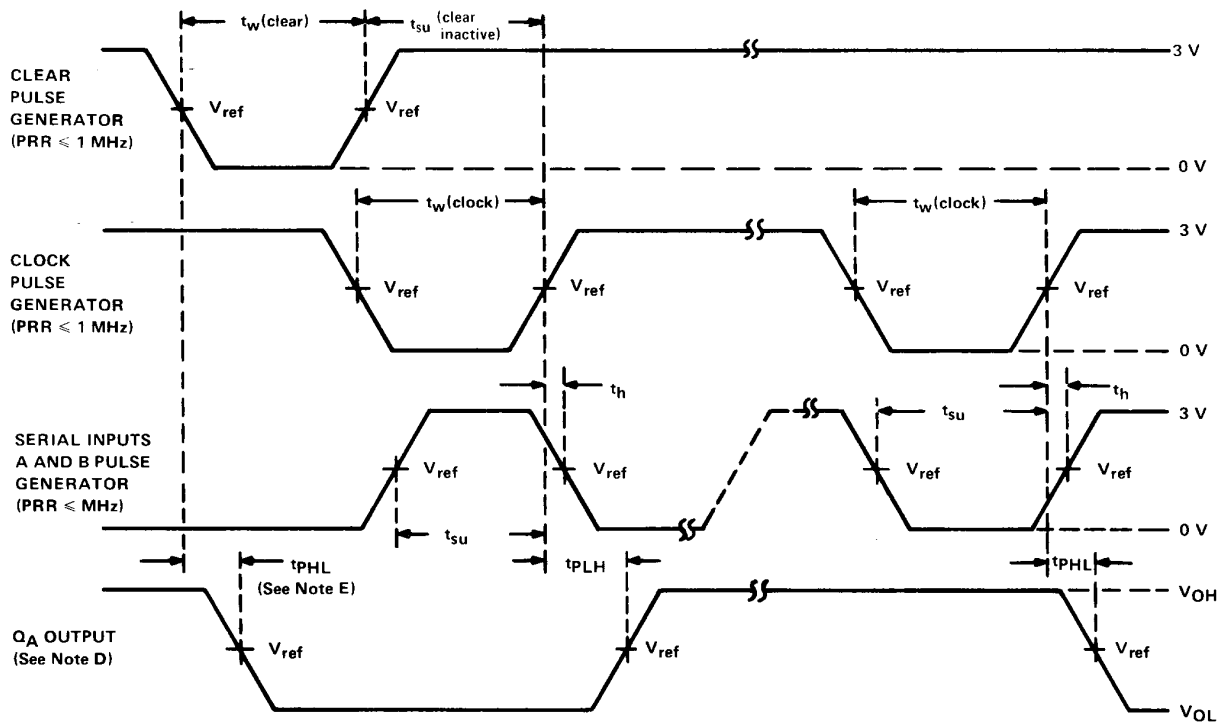 tw(clear)
tsu (clear inactive)
CLEAR
PULSE
GENERATOR
(PRR ⩽ 1 MHz)
Vref
Vref
3 V
0 V
tw(clock)
tw(clock)
CLOCK
PULSE
GENERATOR
(PRR ⩽ 1 MHz)
Vref
Vref
Vref
Vref
3 V
0 V
th
tsu
th
SERIAL INPUTS
A AND B PULSE
GENERATOR
(PRR ⩽ MHz)
Vref
Vref
Vref
Vref
3 V
0 V
tsu
tPHL
(See Note E)
tPLH
tPHL
QA OUTPUT
(See Note D)
Vref
Vref
Vref
VOH
VOL